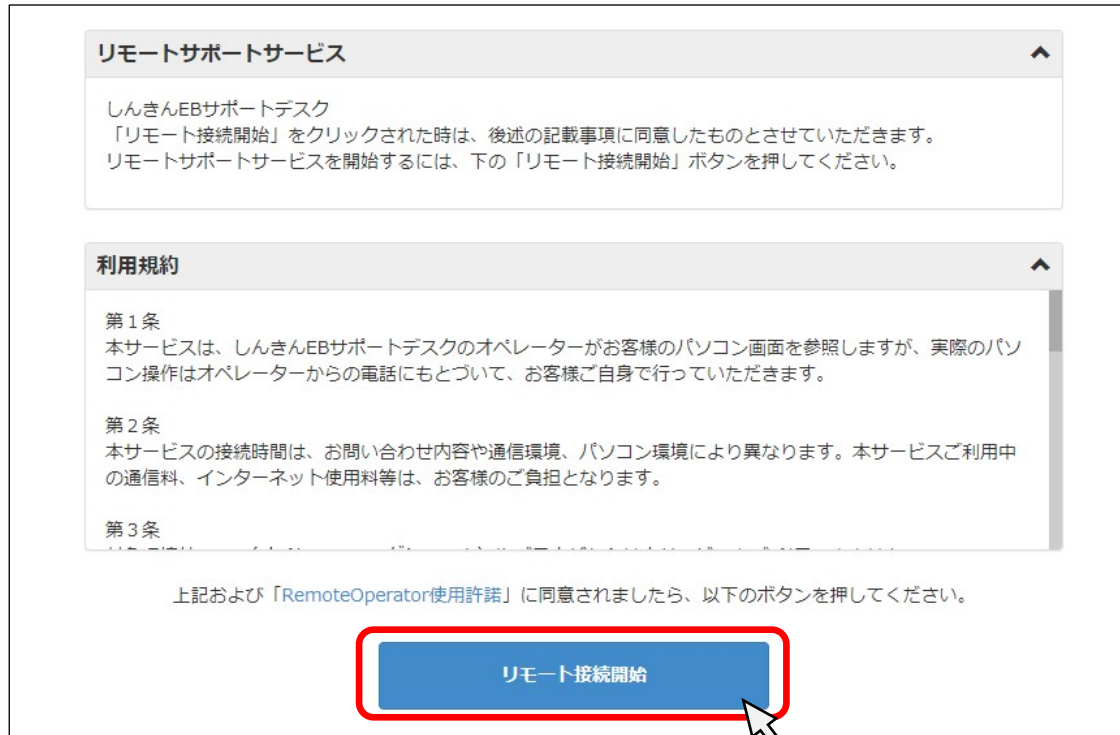 リモートサポートサービス
しんきんEBサポートデスク
「リモート接続開始」をクリックされた時は、後述の記載事項に同意したものとさせていただきます。
リモートサポートサービスを開始するには、下の「リモート接続開始」ボタンを押してください。
利用規約
第1条
本サービスは、しんきんEBサポートデスクのオペレーターがお客様のパソコン画面を参照しますが、実際のパソ
コン操作はオペレーターからの電話にもとづいて、お客様ご自身で行っていただきます。
第2条
本サービスの接続時間は、お問い合わせ内容や通信環境、パソコン環境により異なります。本サービスご利用中
の通信料、インターネット使用料等は、お客様のご負担となります。
第3条
上記および「RemoteOperator使用許諾」に同意されましたら、以下のボタンを押してください。
リモート接続開始